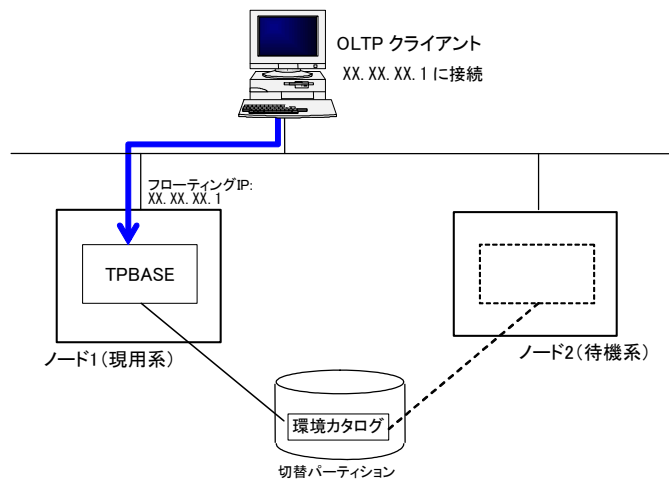 OLTP クライアント
XX.XX.XX.1 に接続
フローティングIP:
XX.XX.XX.1
TPBASE
ノード1(現用系)
ノード2(待機系)
環境カタログ
切替パーティション